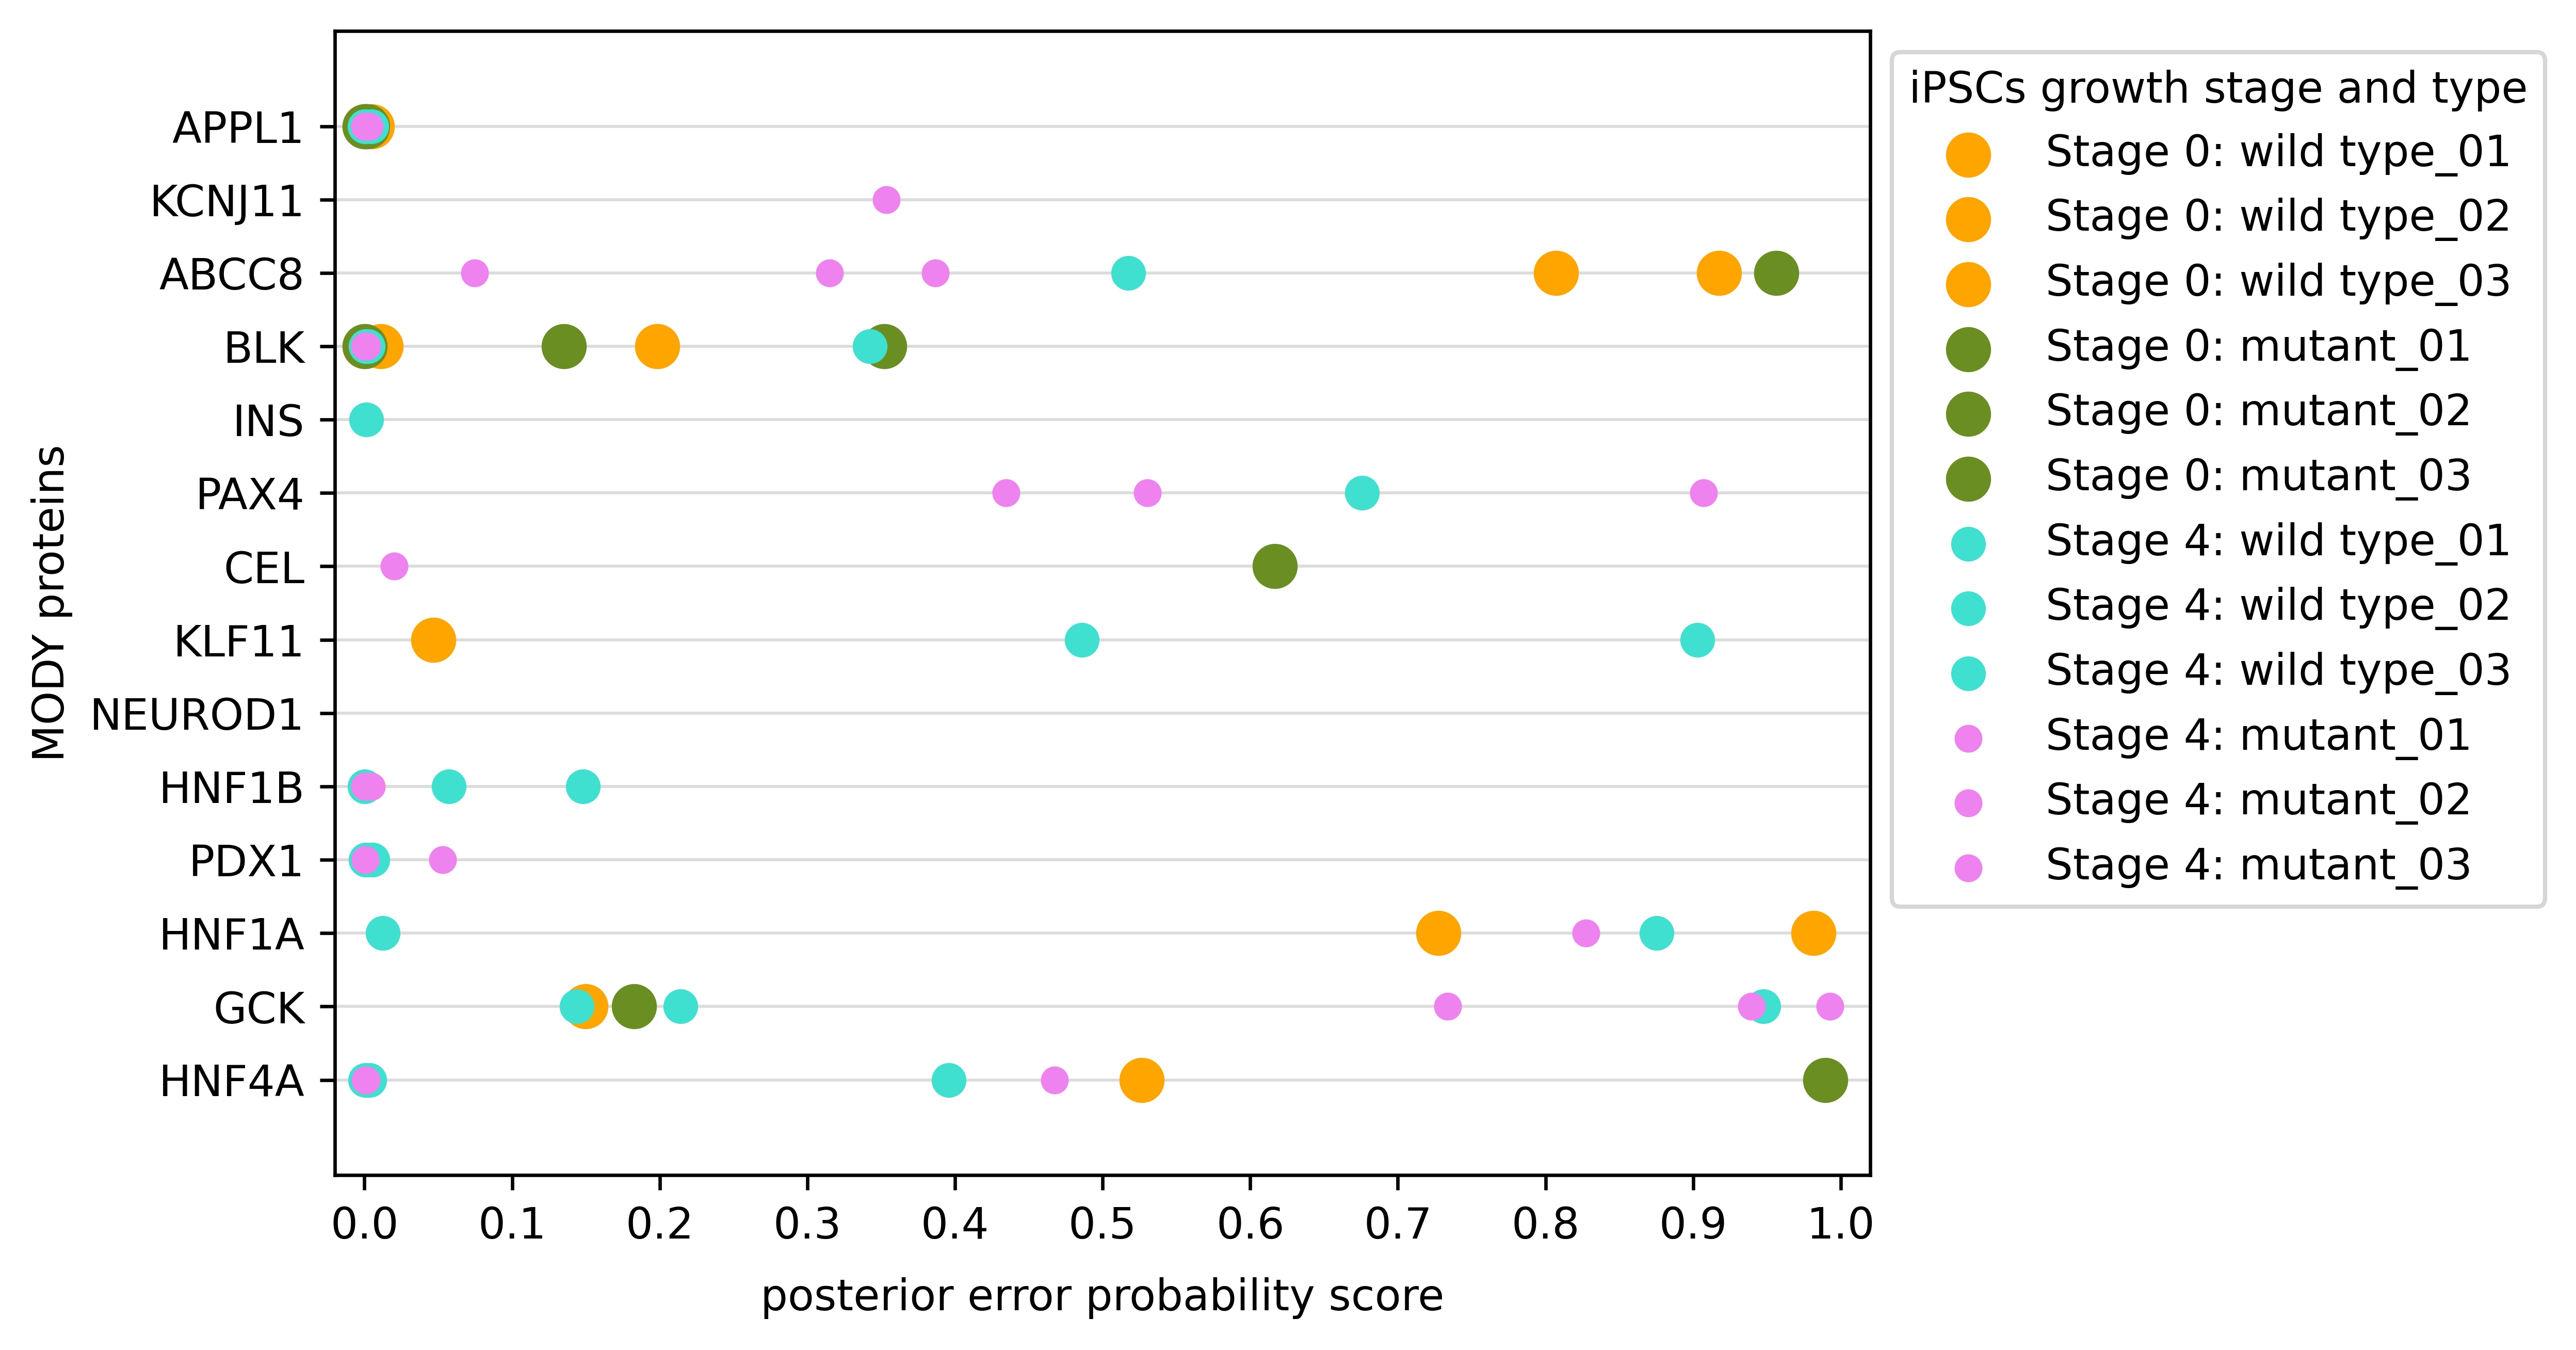 APPL1
KCNJ11
ABCC8
BLK
INS
PAX4
CEL
KLF11
NEUROD1
HNF1B
PDX1
HNF1A
GCK
HNF4A
MODY proteins
0.0 0.1 0.2 0.3 0.4 0.5 0.6 0.7 0.8 0.9 1.0
posterior error probability score
iPSCs growth stage and type
Stage 0: wild type_01
Stage 0: wild type_02
Stage 0: wild type_03
Stage 0: mutant_01
Stage 0: mutant_02
Stage 0: mutant_03
Stage 4: wild type_01
Stage 4: wild type_02
Stage 4: wild type_03
Stage 4: mutant_01
Stage 4: mutant_02
Stage 4: mutant_03